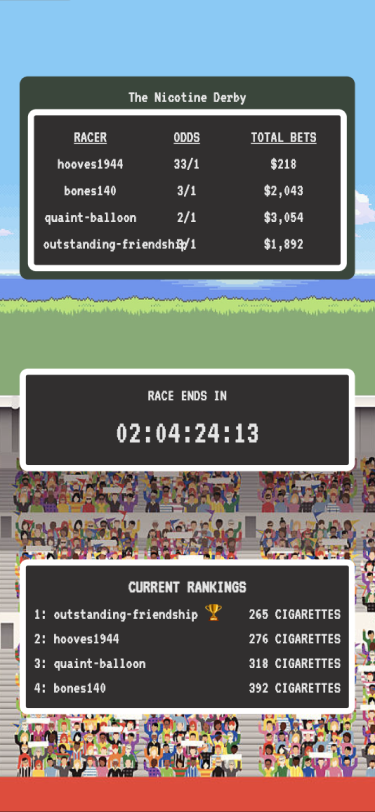 The Nicotine Derby
RACER ODDS TOTAL BETS
hooves1944 33/1 $218
bones140 3/1 $2,043
quaint-balloon 2/1 $3,054
outstanding-friendship /1 $1,892
RACE ENDS IN
02:04:24:13
CURRENT RANKINGS
1: outstanding-friendship 🏆 265 CIGARETTES
2: hooves1944 276 CIGARETTES
3: quaint-balloon 318 CIGARETTES
4: bones140 392 CIGARETTES